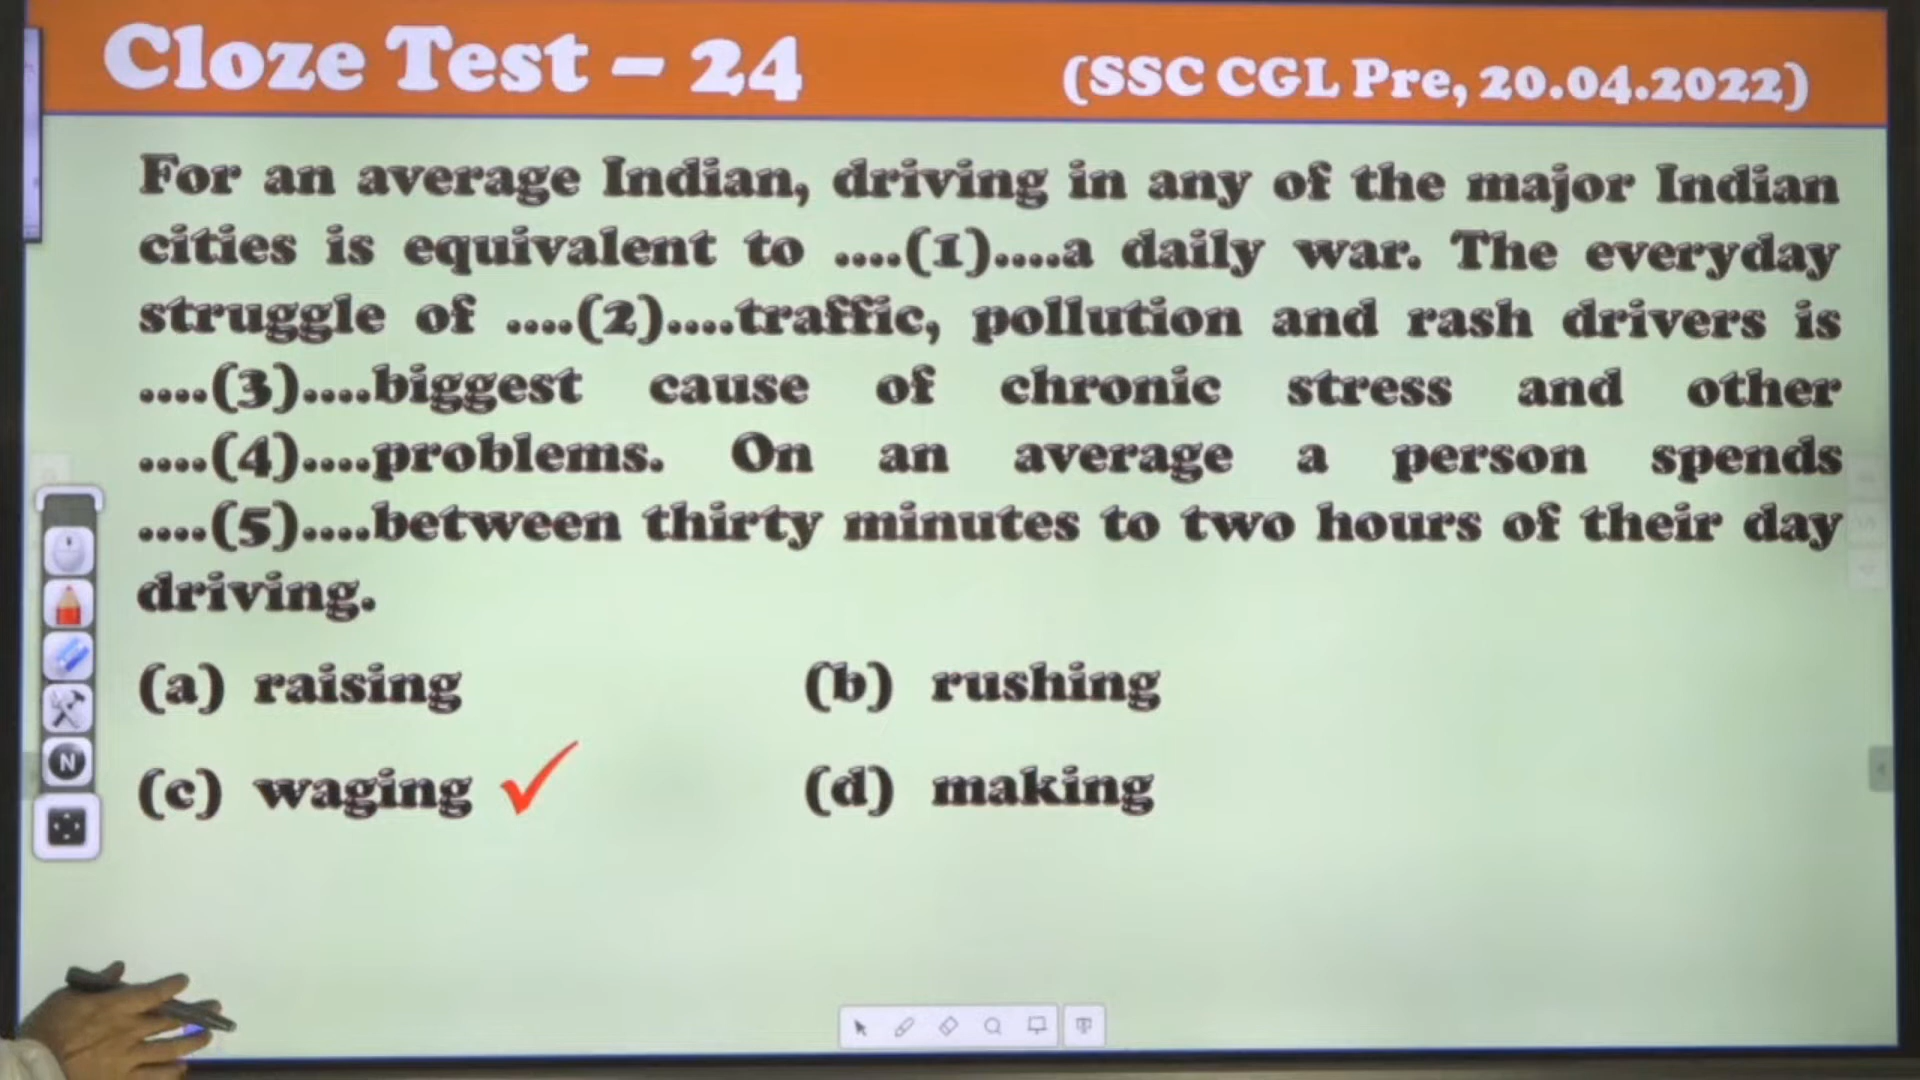 Cloze Test – 24 (SSC CGL Pre, 20.04.2022)
For an average Indian, driving in any of the major Indian
cities is equivalent to ....(1)....a daily war. The everyday
struggle of ....(2)....traffic, pollution and rash drivers is
....(3)....biggest cause of chronic stress and other
....(4)....problems. On an average a person spends
....(5)....between thirty minutes to two hours of their day
driving.
(a) raising (b) rushing
(c) waging (d) making
N